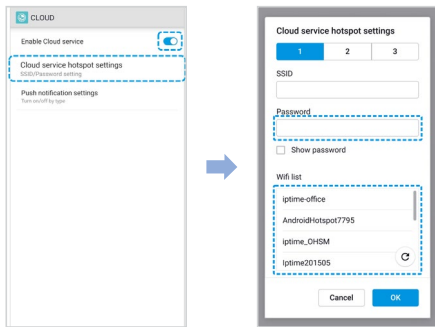 CLOUD
Enable Cloud service
Cloud service hotspot settings
SSID/Password setting
Push notification settings
Turn on/off by type
Cloud service hotspot settings
1 2 3
SSID
Password
Show password
Wifi list
iptime-office
AndroidHotspot7795
iptime_OHSM
Iptime201505
Cancel OK